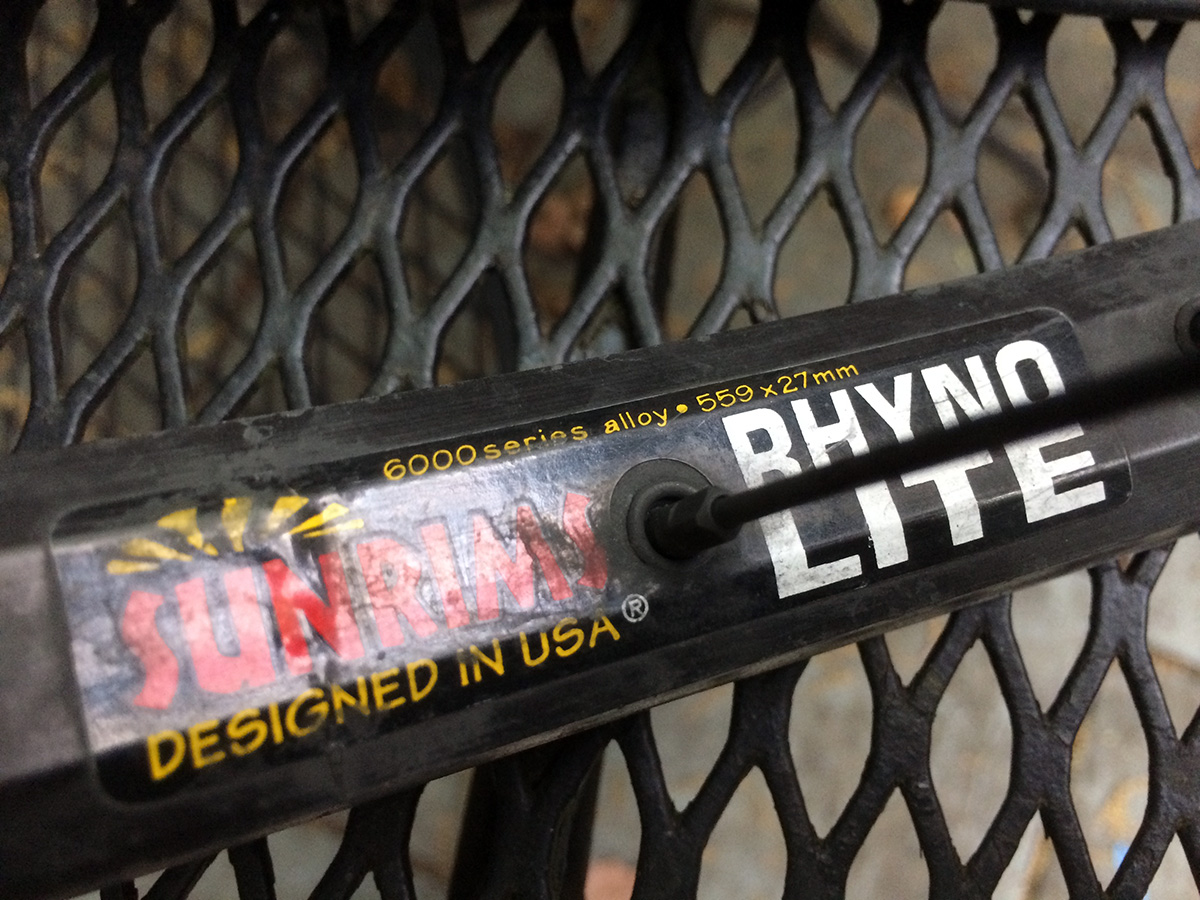 6000 series alloy • 559 x 27mm
SUNRIMS
DESIGNED IN USA®
RHYNO
LITE